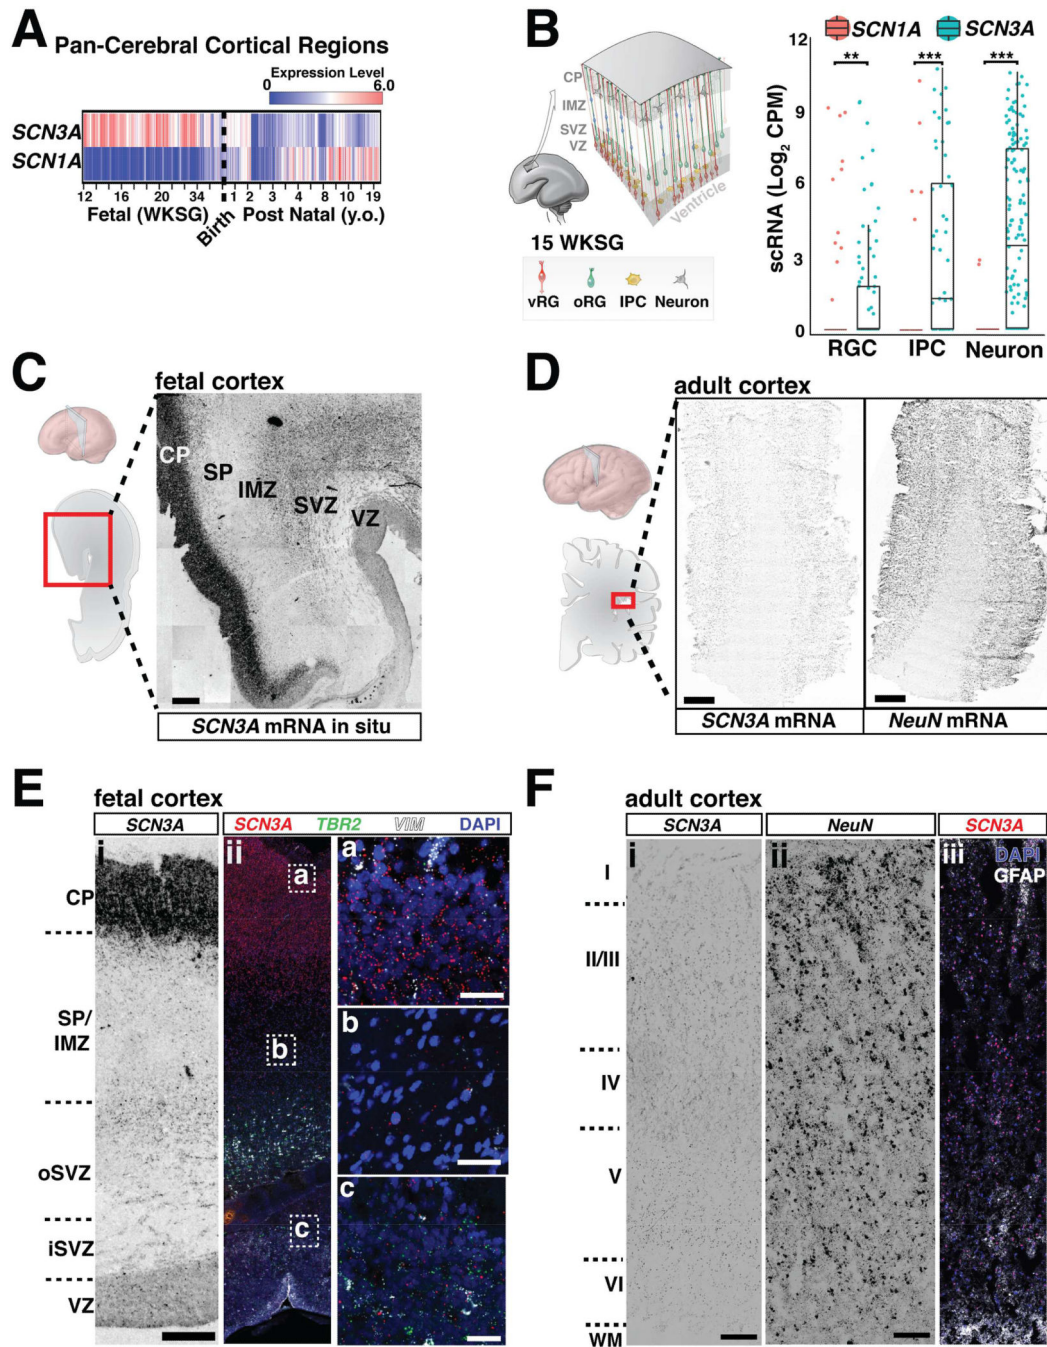 A
Pan-Cerebral Cortical Regions
Expression Level
0 6.0
SCN3A
SCN1A
12 16 20 34 1 2 3 4 8 10 14 19
Fetal (WKSG) Birth Post Natal (y.o.)
B
CP
IMZ
SVZ
VZ
Ventricle
15 WKSG
vRG oRG IPC Neuron
SCN1A SCN3A
** *** ***
scRNA (Log2 CPM)
12
9
6
3
0
RGC IPC Neuron
C
fetal cortex
CP
SP
IMZ
SVZ
VZ
SCN3A mRNA in situ
D
adult cortex
SCN3A mRNA
NeuN mRNA
E
fetal cortex
SCN3A
SCN3A TBR2 VIM DAPI
i
ii
a
b
c
a
b
c
CP
SP/
IMZ
oSVZ
iSVZ
VZ
F
adult cortex
SCN3A
NeuN
SCN3A
i
ii
iii
DAPI
GFAP
I
II/III
IV
V
VI
WM